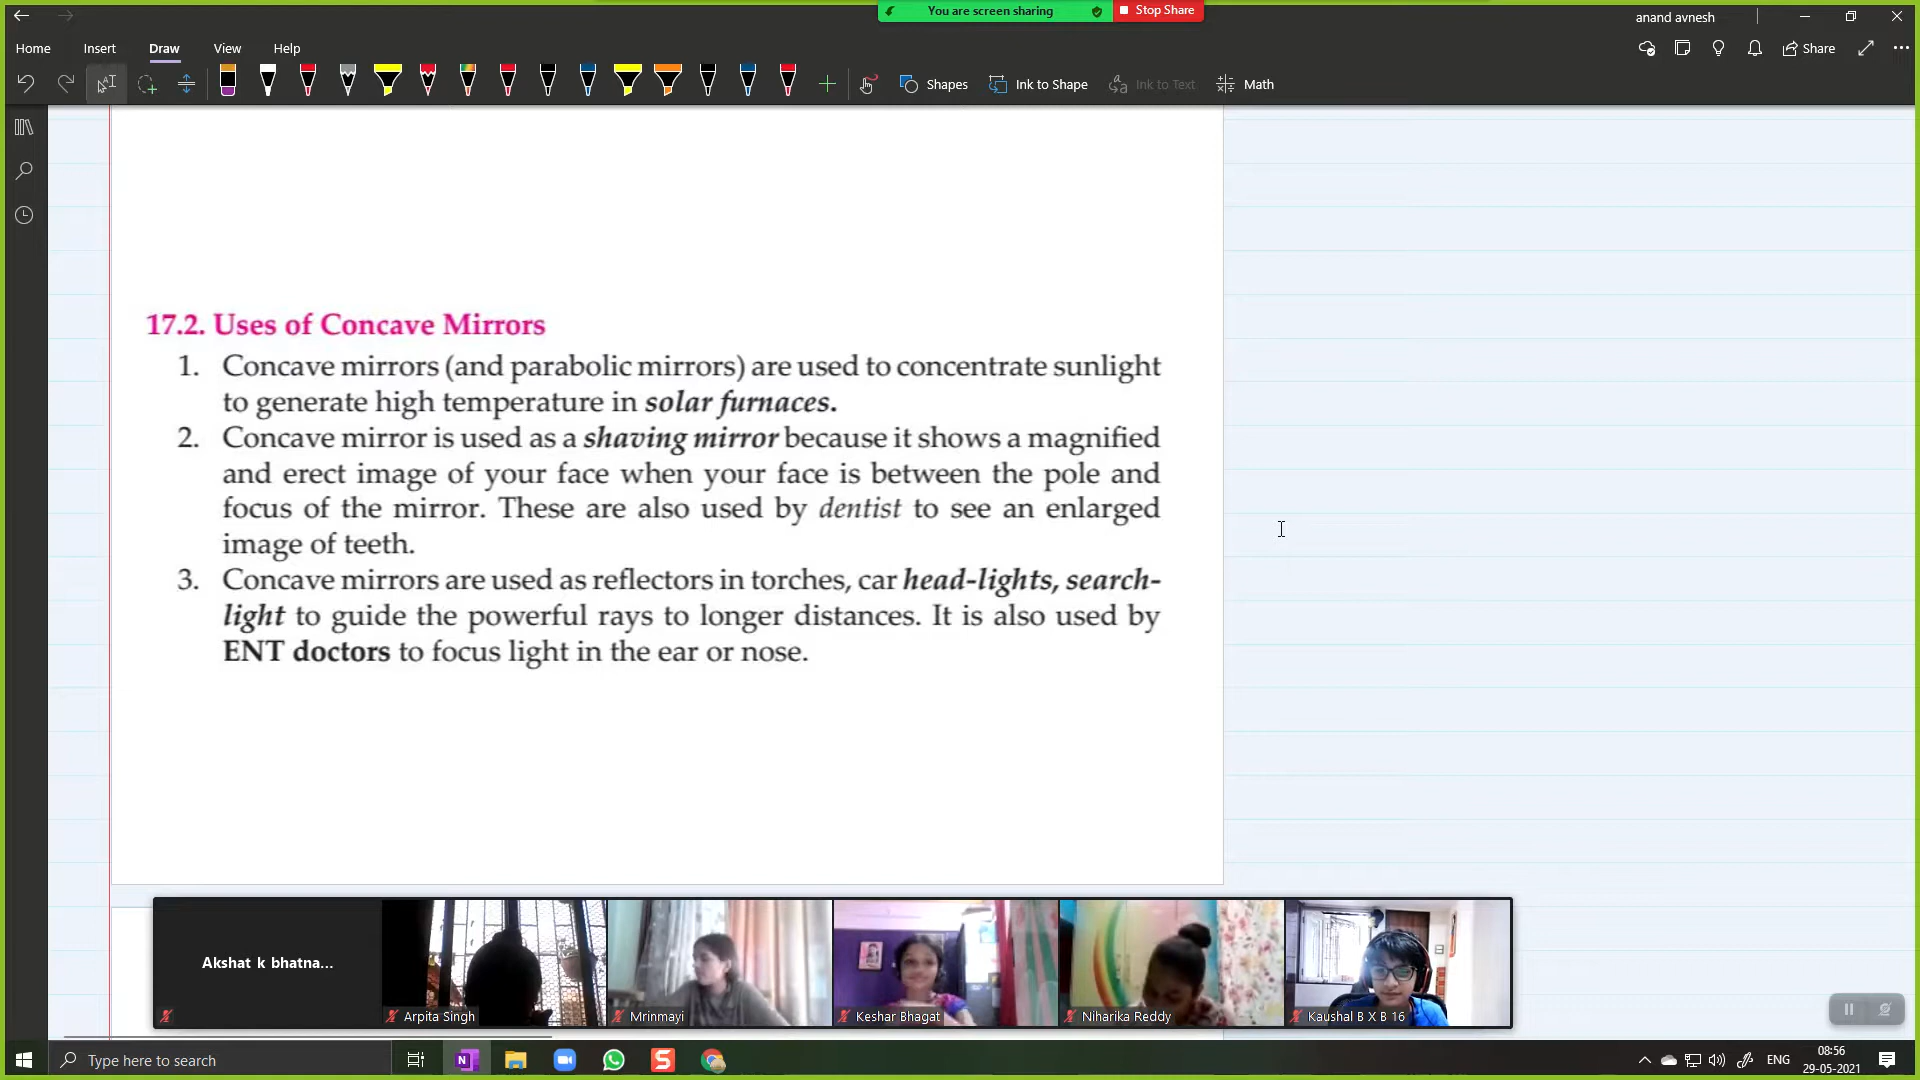 You are screen sharing
Stop Share
anand avnesh
Home Insert Draw View Help
Share
Shapes Ink to Shape Ink to Text Math
17.2. Uses of Concave Mirrors
1. Concave mirrors (and parabolic mirrors) are used to concentrate sunlight
to generate high temperature in solar furnaces.
2. Concave mirror is used as a shaving mirror because it shows a magnified
and erect image of your face when your face is between the pole and
focus of the mirror. These are also used by dentist to see an enlarged
image of teeth.
3. Concave mirrors are used as reflectors in torches, car head-lights, search-
light to guide the powerful rays to longer distances. It is also used by
ENT doctors to focus light in the ear or nose.
Akshat k bhatna...
Arpita Singh
Mrinmayi
Keshar Bhagat
Niharika Reddy
Kaushal B X B 16
Type here to search
N
S
ENG
08:56
29-05-2021